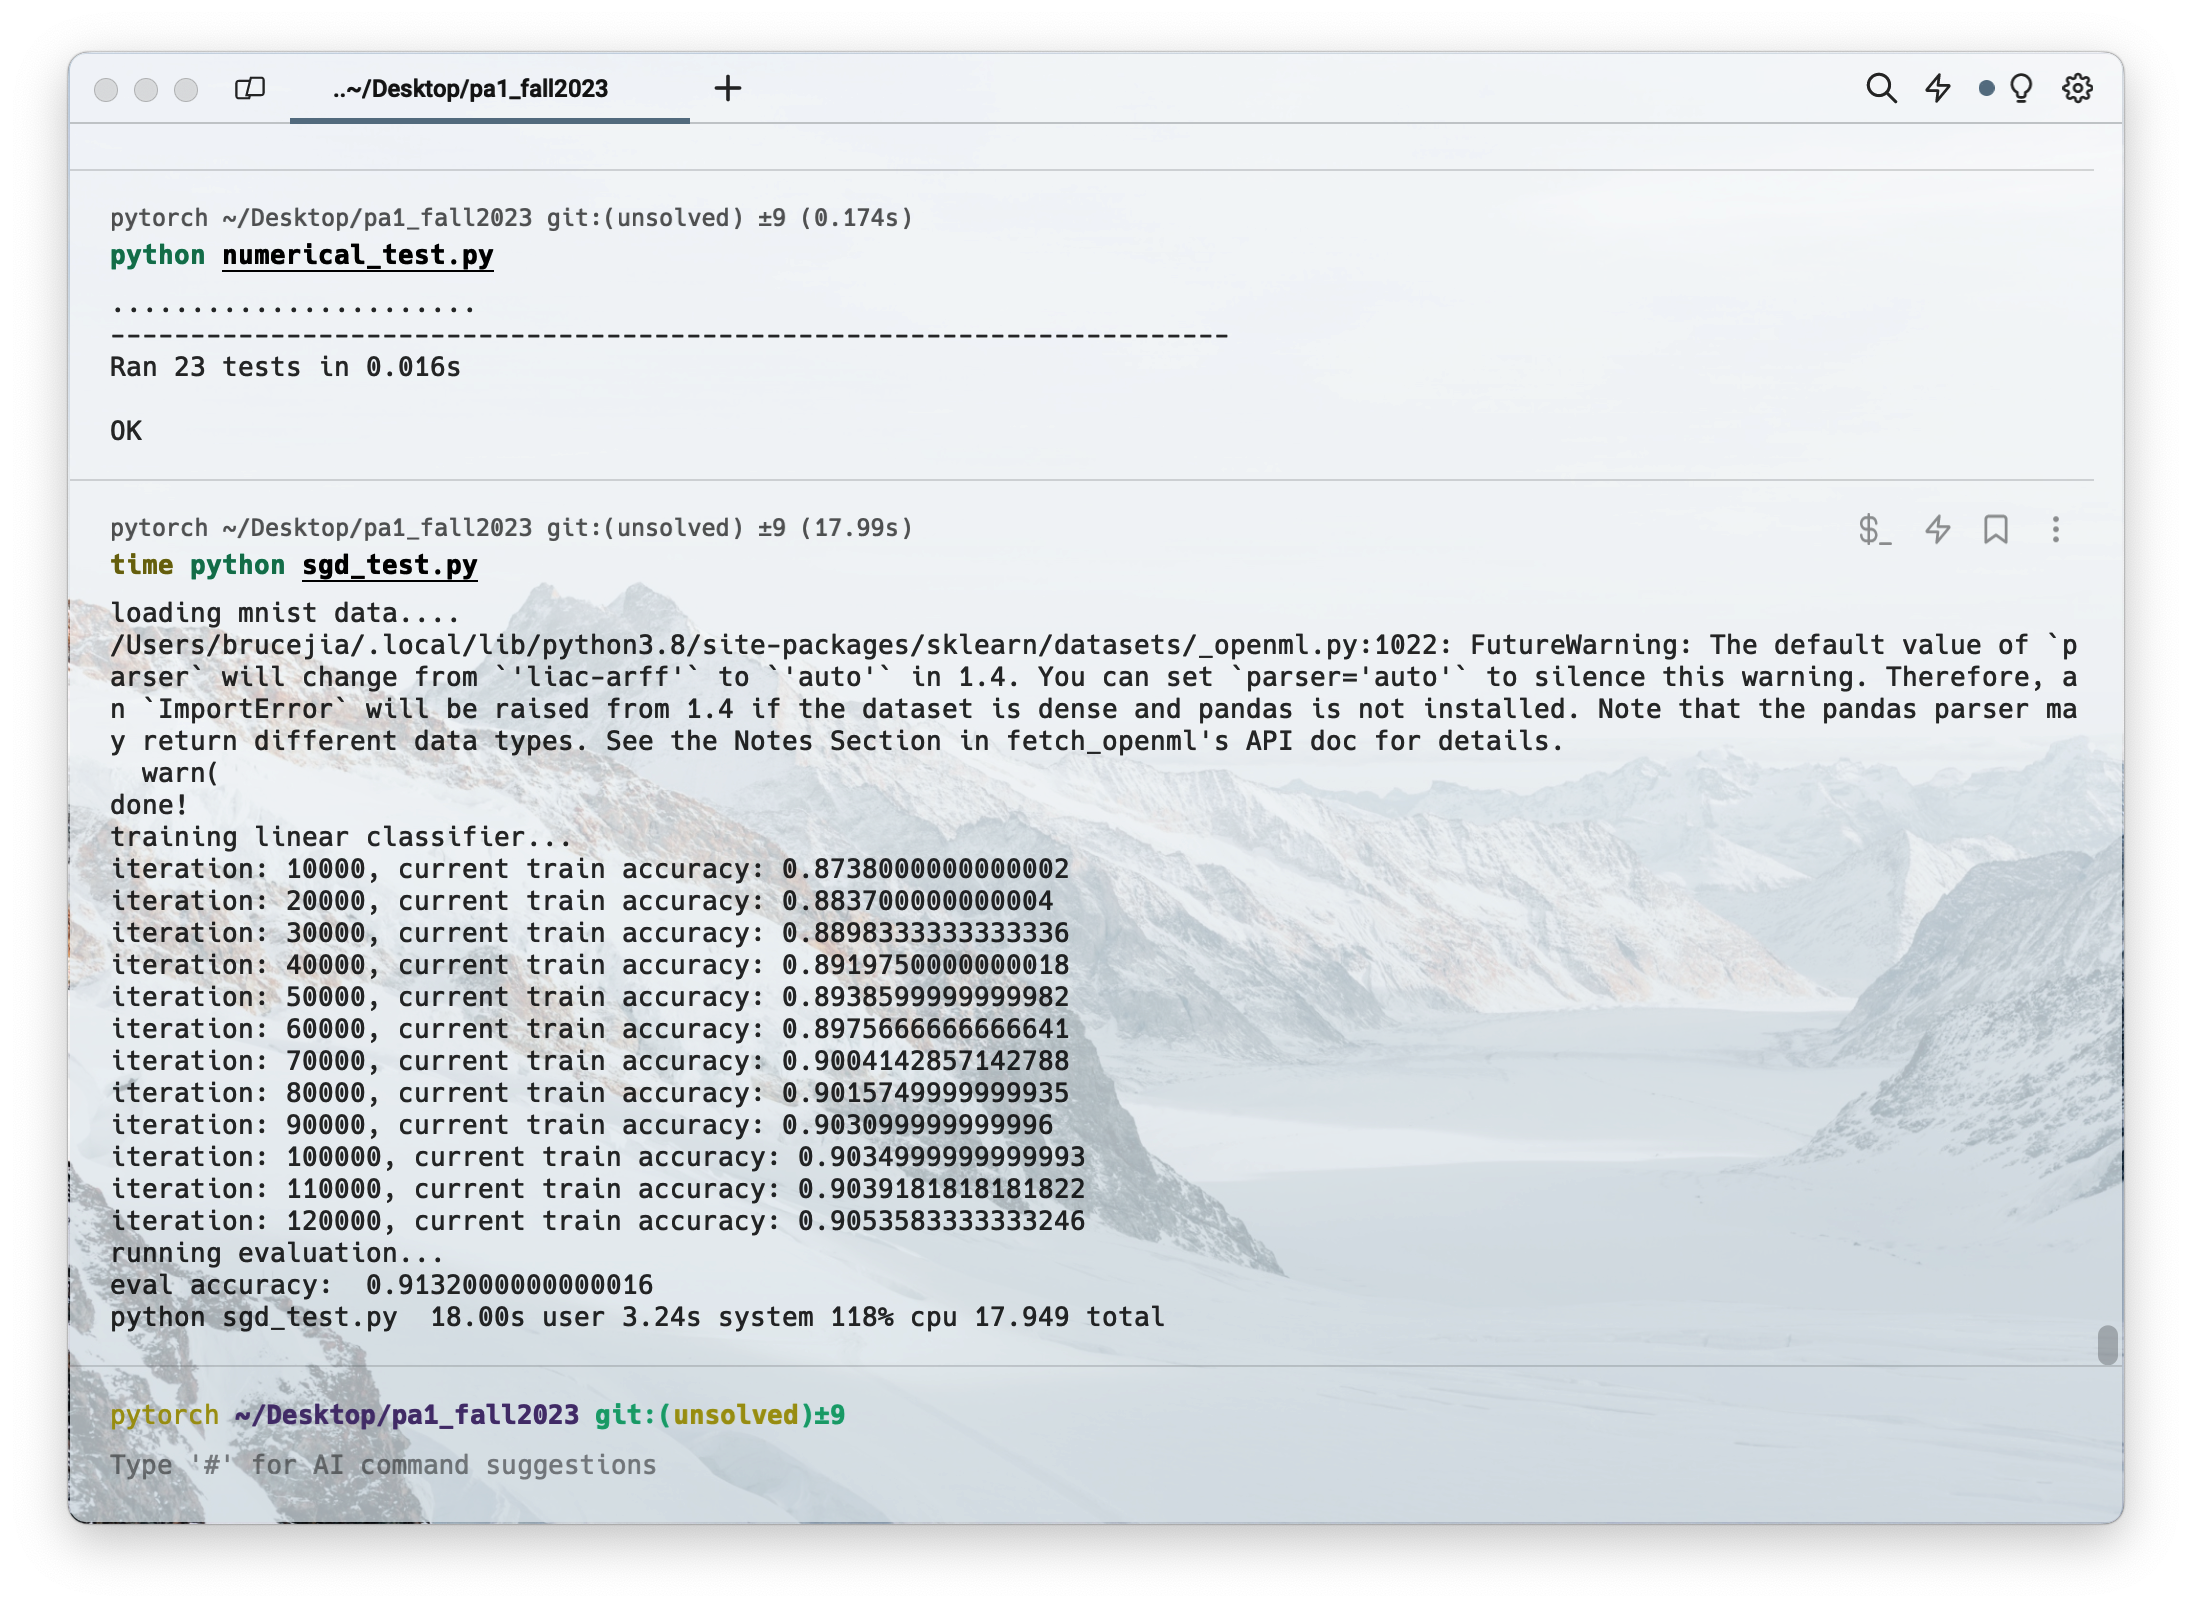 ..~/Desktop/pa1_fall2023
pytorch ~/Desktop/pa1_fall2023 git:(unsolved) ±9 (0.174s)
python numerical_test.py
.......................
----------------------------------------------------------------------
Ran 23 tests in 0.016s
OK
pytorch ~/Desktop/pa1_fall2023 git:(unsolved) ±9 (17.99s)
$_
time python sgd_test.py
loading mnist data....
/Users/brucejia/.local/lib/python3.8/site-packages/sklearn/datasets/_openml.py:1022: FutureWarning: The default value of `p
arser` will change from `'liac-arff'` to `'auto'` in 1.4. You can set `parser='auto'` to silence this warning. Therefore, a
n `ImportError` will be raised from 1.4 if the dataset is dense and pandas is not installed. Note that the pandas parser ma
y return different data types. See the Notes Section in fetch_openml's API doc for details.
  warn(
done!
training linear classifier...
iteration: 10000, current train accuracy: 0.8738000000000002
iteration: 20000, current train accuracy: 0.883700000000004
iteration: 30000, current train accuracy: 0.8898333333333336
iteration: 40000, current train accuracy: 0.8919750000000018
iteration: 50000, current train accuracy: 0.8938599999999982
iteration: 60000, current train accuracy: 0.8975666666666641
iteration: 70000, current train accuracy: 0.9004142857142788
iteration: 80000, current train accuracy: 0.9015749999999935
iteration: 90000, current train accuracy: 0.903099999999996
iteration: 100000, current train accuracy: 0.9034999999999993
iteration: 110000, current train accuracy: 0.9039181818181822
iteration: 120000, current train accuracy: 0.9053583333333246
running evaluation...
eval accuracy:  0.9132000000000016
python sgd_test.py  18.00s user 3.24s system 118% cpu 17.949 total
pytorch ~/Desktop/pa1_fall2023 git:(unsolved)±9
Type '#' for AI command suggestions